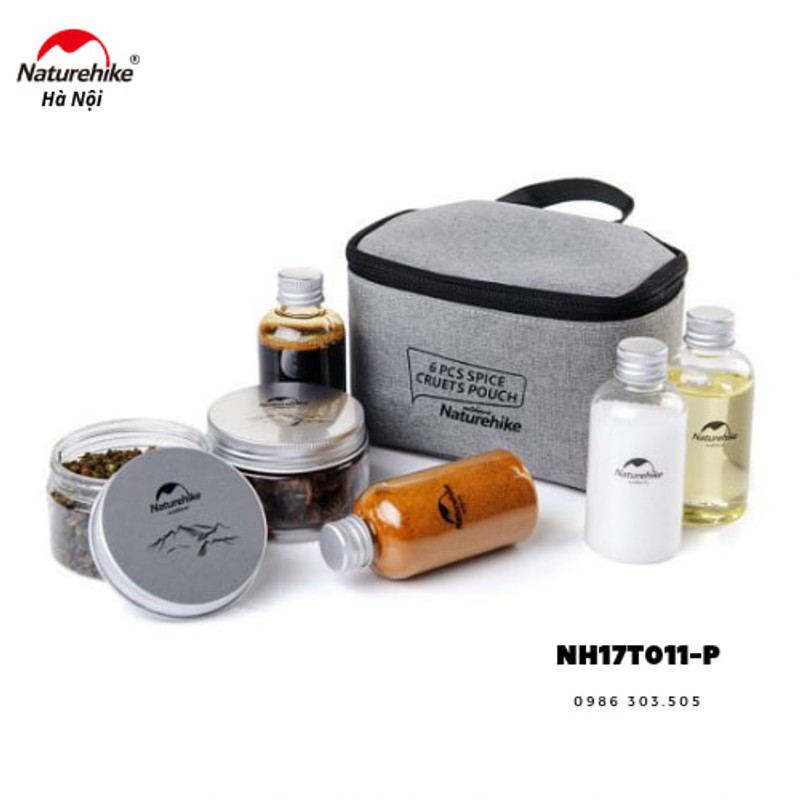 Naturehike®
Hà Nội
6 PCS SPICE
CRUETS POUCH
Naturehike
Naturehike
Naturehike
Naturehike
NH17T011-P
0986 303.505